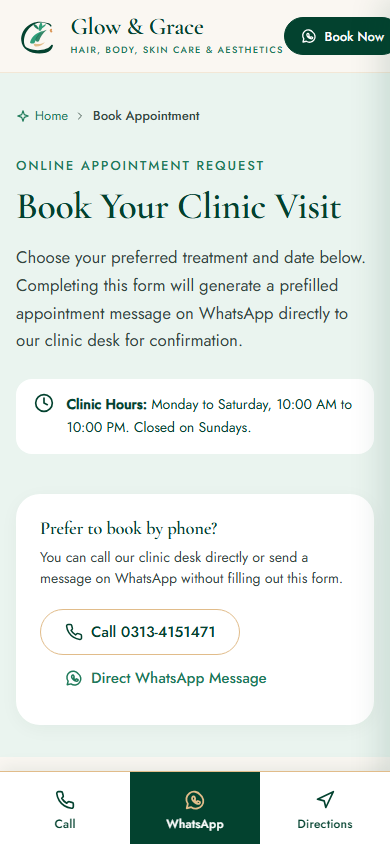 Glow & Grace
HAIR, BODY, SKIN CARE & AESTHETICS
Book Now
Home > Book Appointment
ONLINE APPOINTMENT REQUEST
Book Your Clinic Visit
Choose your preferred treatment and date below.
Completing this form will generate a prefilled
appointment message on WhatsApp directly to
our clinic desk for confirmation.
Clinic Hours: Monday to Saturday, 10:00 AM to
10:00 PM. Closed on Sundays.
Prefer to book by phone?
You can call our clinic desk directly or send a
message on WhatsApp without filling out this form.
Call 0313-4151471
Direct WhatsApp Message
Call
WhatsApp
Directions